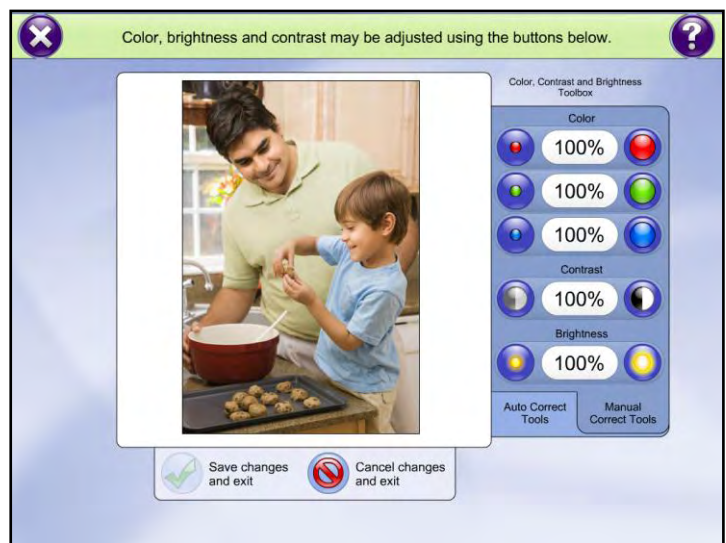 Color, brightness and contrast may be adjusted using the buttons below.
?
Color, Contrast and Brightness
Toolbox
Color
100%
100%
100%
Contrast
100%
Brightness
100%
Auto Correct
Tools
Manual
Correct Tools
Save changes
and exit
Cancel changes
and exit